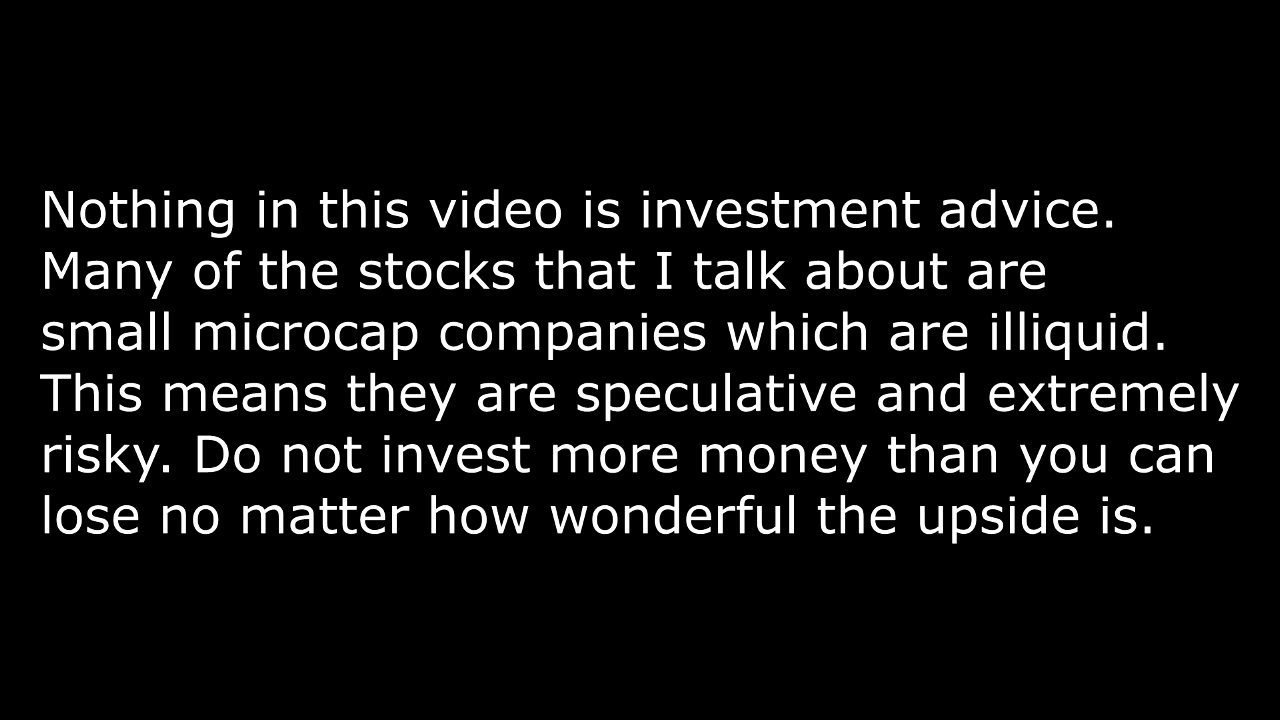 Nothing in this video is investment advice.
Many of the stocks that I talk about are
small microcap companies which are illiquid.
This means they are speculative and extremely
risky. Do not invest more money than you can
lose no matter how wonderful the upside is.